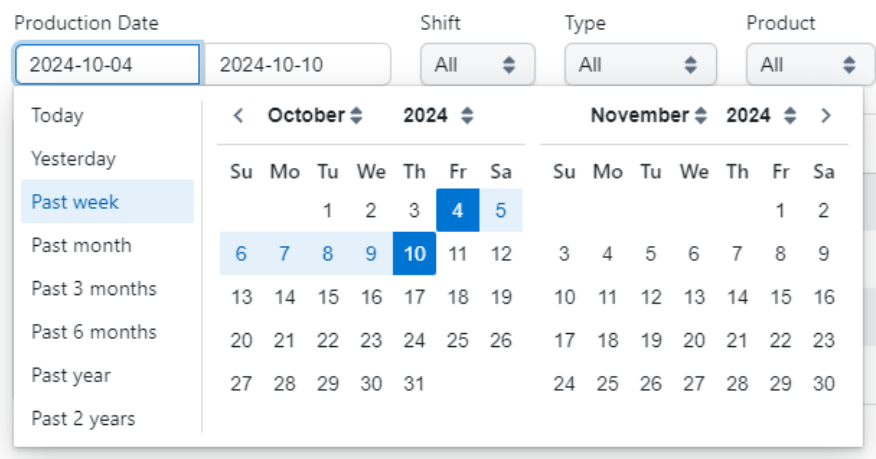 Production Date Shift Type Product
2024-10-04 2024-10-10 All All All
Today
Yesterday
Past week
Past month
Past 3 months
Past 6 months
Past year
Past 2 years
October 2024
Su Mo Tu We Th Fr Sa
1 2 3 4 5
6 7 8 9 10 11 12
13 14 15 16 17 18 19
20 21 22 23 24 25 26
27 28 29 30 31
November 2024
Su Mo Tu We Th Fr Sa
1 2
3 4 5 6 7 8 9
10 11 12 13 14 15 16
17 18 19 20 21 22 23
24 25 26 27 28 29 30